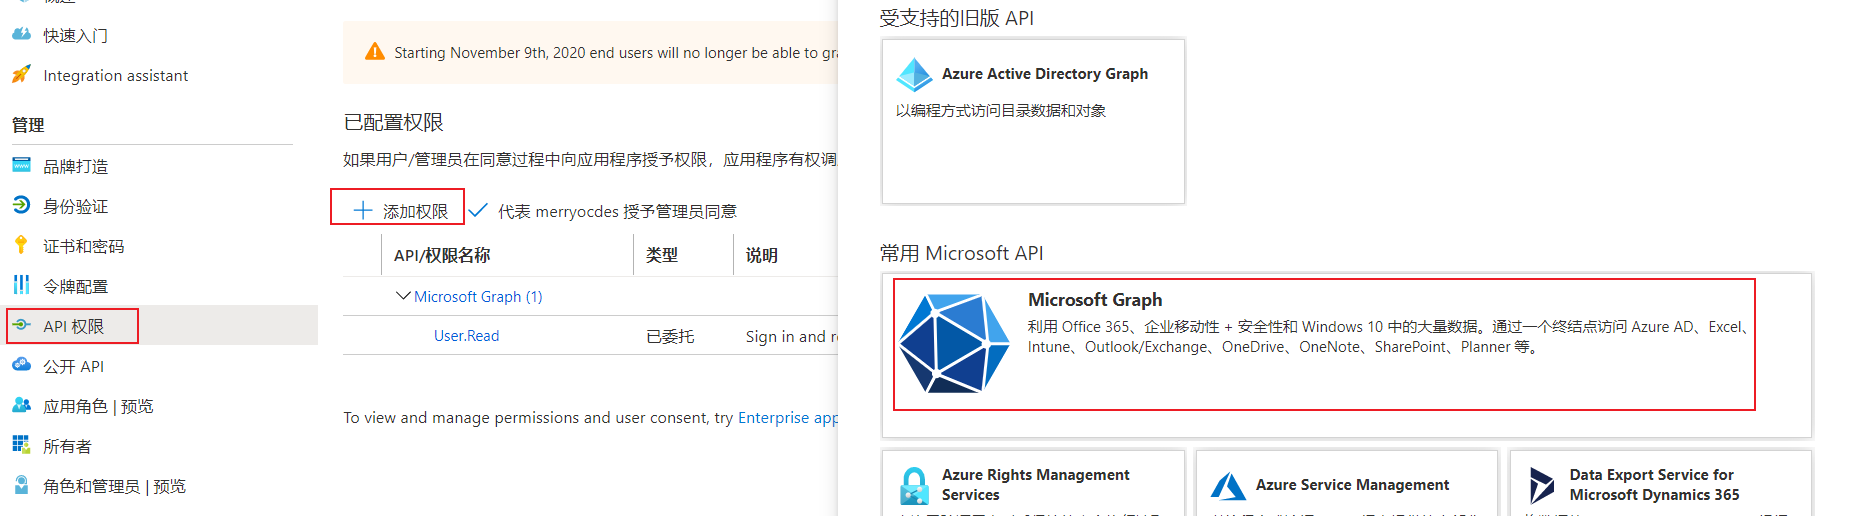 快速入门
Integration assistant
管理
品牌打造
身份验证
证书和密码
令牌配置
API 权限
公开 API
应用角色 | 预览
所有者
角色和管理员 | 预览
Starting November 9th, 2020 end users will no longer be able to gra
已配置权限
如果用户/管理员在同意过程中向应用程序授予权限，应用程序有权调
添加权限
代表 merryocdes 授予管理员同意
API/权限名称 类型 说明
Microsoft Graph (1)
User.Read 已委托 Sign in and re
To view and manage permissions and user consent, try Enterprise app
受支持的旧版 API
Azure Active Directory Graph
以编程方式访问目录数据和对象
常用 Microsoft API
Microsoft Graph
利用 Office 365、企业移动性 + 安全性和 Windows 10 中的大量数据。通过一个终结点访问 Azure AD、Excel、
Intune、Outlook/Exchange、OneDrive、OneNote、SharePoint、Planner 等。
Azure Rights Management
Services
Azure Service Management
Data Export Service for
Microsoft Dynamics 365